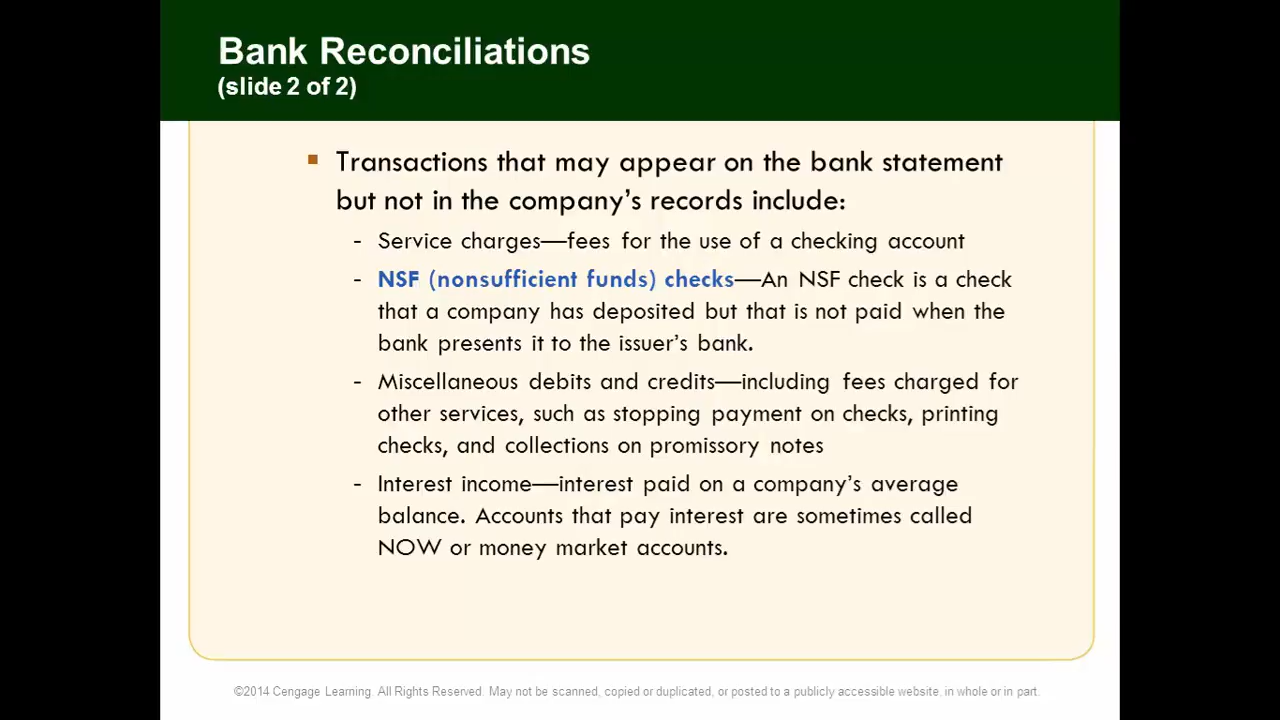 Bank Reconciliations
(slide 2 of 2)
▪ Transactions that may appear on the bank statement
but not in the company’s records include:
- Service charges—fees for the use of a checking account
- NSF (nonsufficient funds) checks—An NSF check is a check
that a company has deposited but that is not paid when the
bank presents it to the issuer’s bank.
- Miscellaneous debits and credits—including fees charged for
other services, such as stopping payment on checks, printing
checks, and collections on promissory notes
- Interest income—interest paid on a company’s average
balance. Accounts that pay interest are sometimes called
NOW or money market accounts.
©2014 Cengage Learning. All Rights Reserved. May not be scanned, copied or duplicated, or posted to a publicly accessible website, in whole or in part.